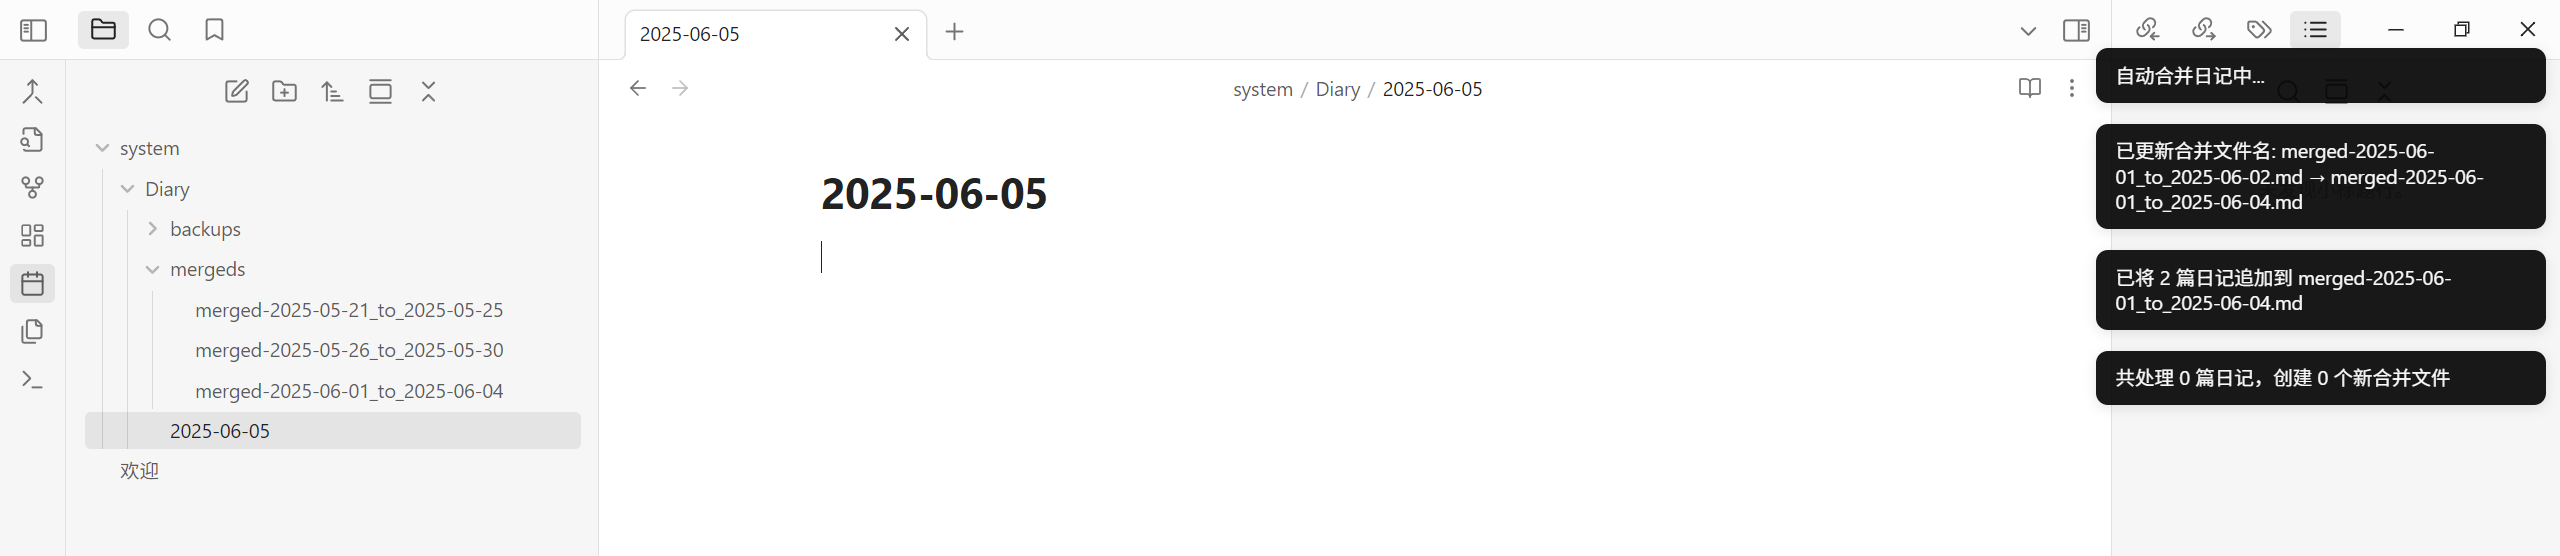 2025-06-05
system
Diary
backups
mergeds
merged-2025-05-21_to_2025-05-25
merged-2025-05-26_to_2025-05-30
merged-2025-06-01_to_2025-06-04
2025-06-05
欢迎
system / Diary / 2025-06-05
2025-06-05
自动合并日记中...
已更新合并文件名: merged-2025-06-
01_to_2025-06-02.md → merged-2025-06-
01_to_2025-06-04.md
已将 2 篇日记追加到 merged-2025-06-
01_to_2025-06-04.md
共处理 0 篇日记，创建 0 个新合并文件